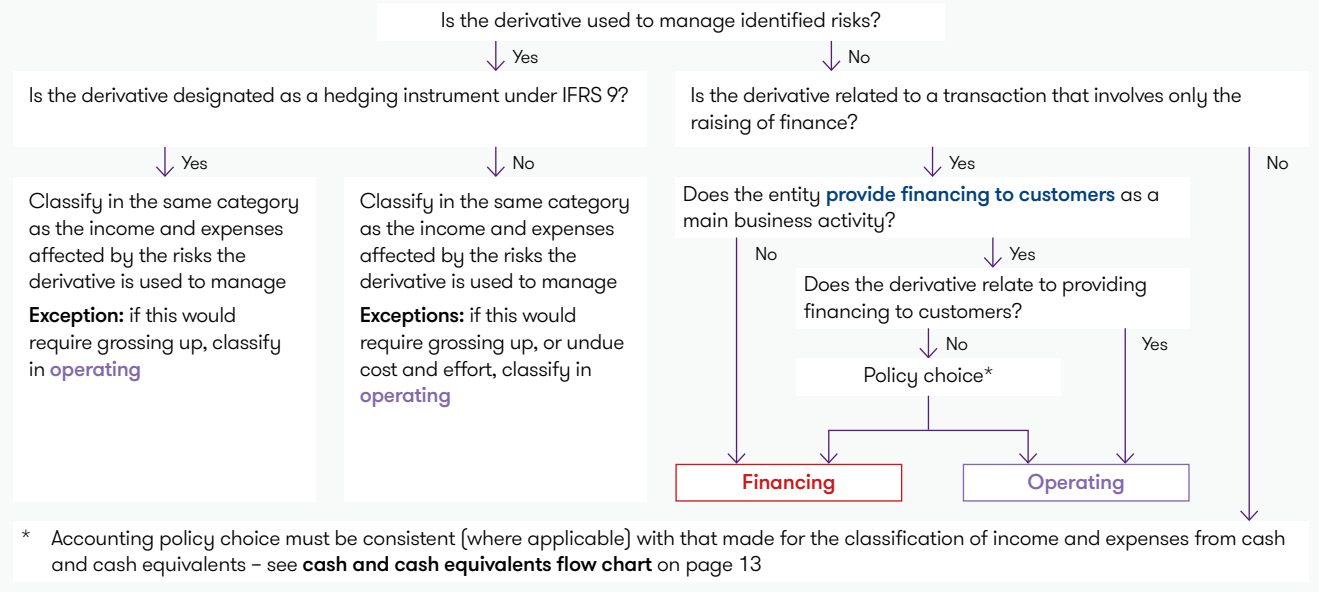 Is the derivative used to manage identified risks?
Yes
No
Is the derivative designated as a hedging instrument under IFRS 9?
Is the derivative related to a transaction that involves only the
raising of finance?
Yes
No
Yes
No
Classify in the same category
as the income and expenses
affected by the risks the
derivative is used to manage
Exception: if this would
require grossing up, classify
in operating
Classify in the same category
as the income and expenses
affected by the risks the
derivative is used to manage
Exceptions: if this would
require grossing up, or undue
cost and effort, classify in
operating
Does the entity provide financing to customers as a
main business activity?
No
Yes
Does the derivative relate to providing
financing to customers?
No
Yes
Policy choice*
Financing
Operating
* Accounting policy choice must be consistent (where applicable) with that made for the classification of income and expenses from cash
and cash equivalents – see cash and cash equivalents flow chart on page 13